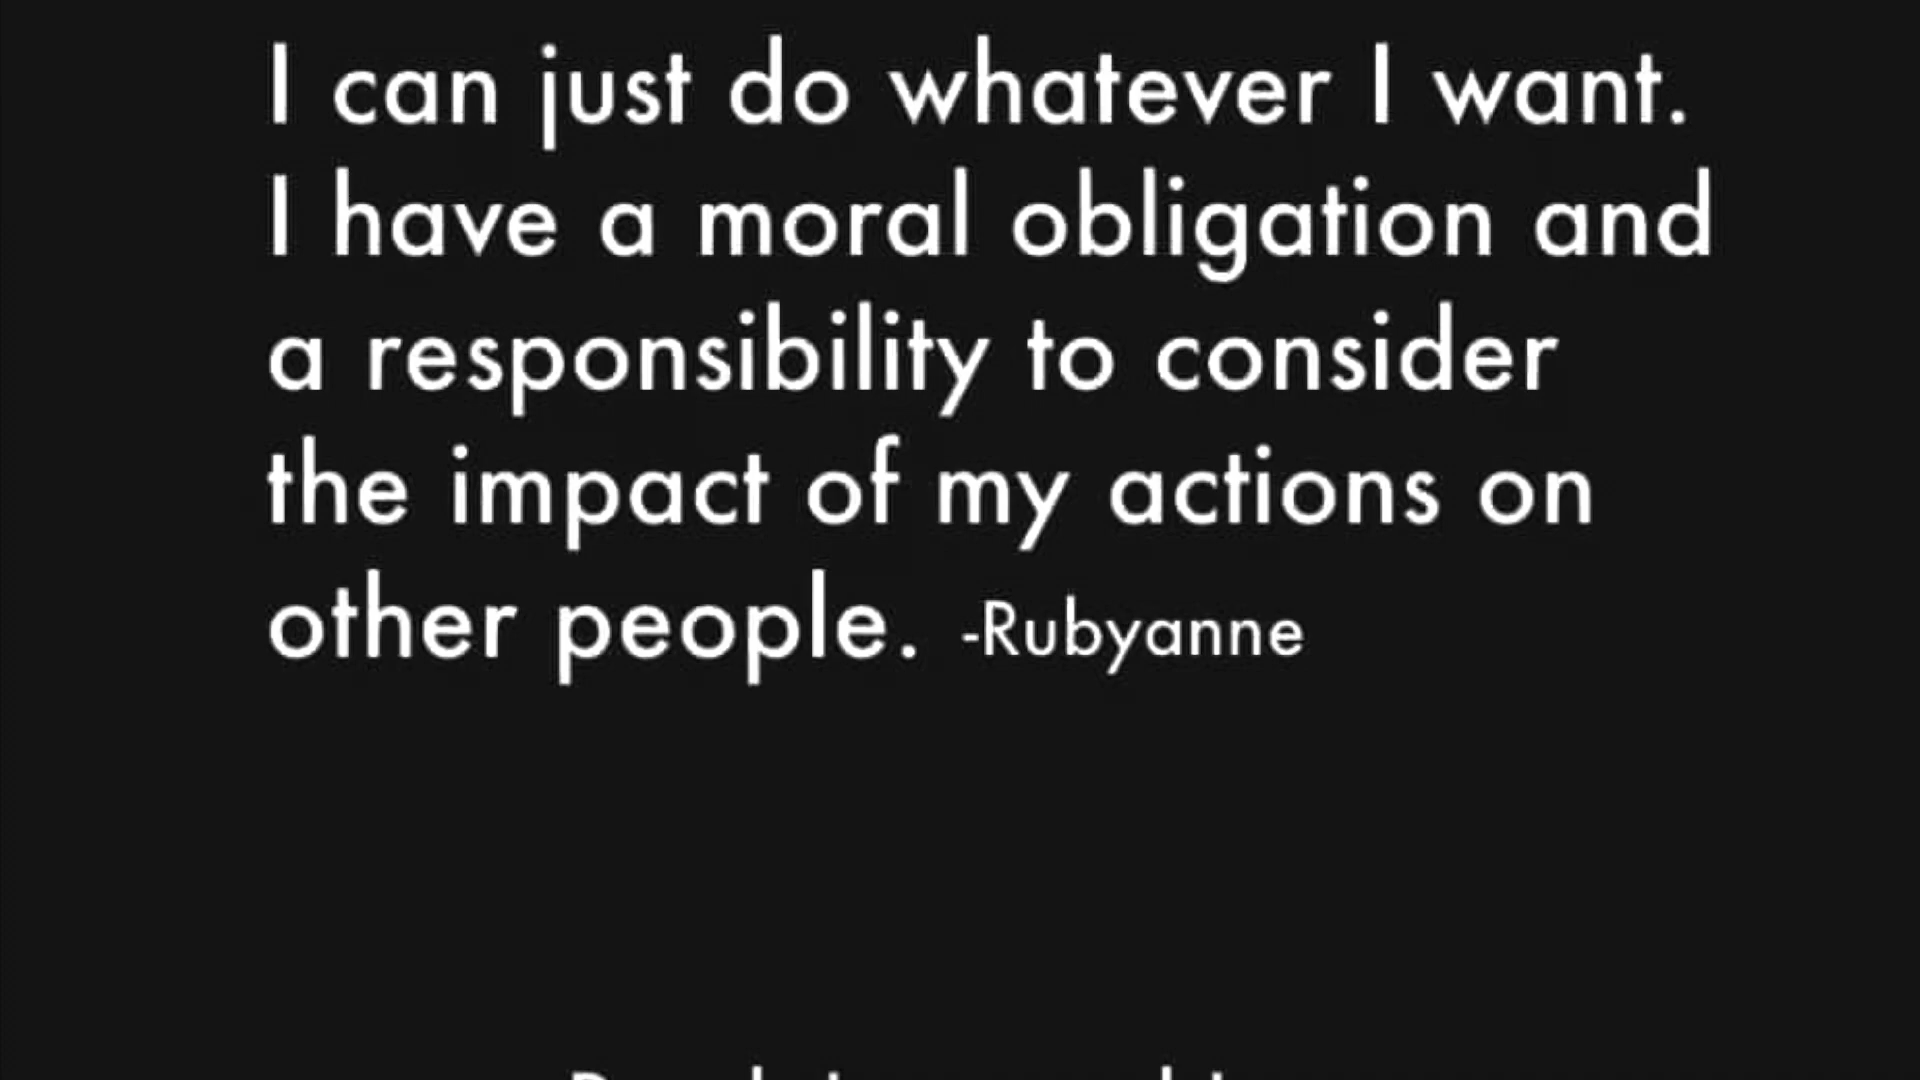 I can just do whatever I want.
I have a moral obligation and
a responsibility to consider
the impact of my actions on
other people. -Rubyanne